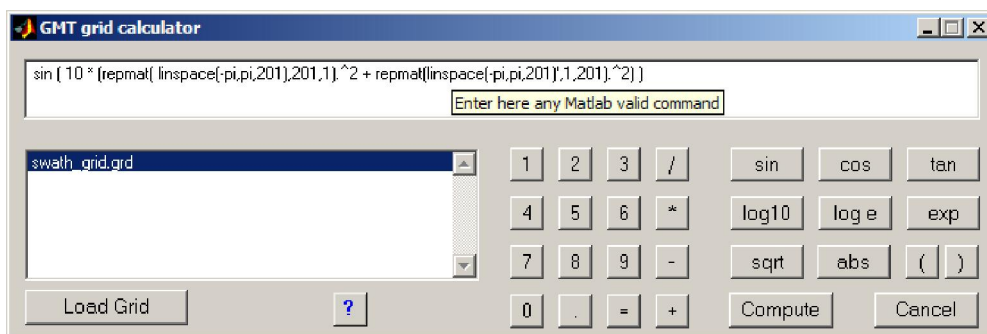 GMT grid calculator
sin ( 10 * (repmat( linspace(-pi,pi,201),201,1).^2 + repmat(linspace(-pi,pi,201)',1,201).^2) )
Enter here any Matlab valid command
swath_grid.grd
1 2 3 / sin cos tan
4 5 6 * log10 log e exp
7 8 9 - sqrt abs ( )
Load Grid ? 0 . = + Compute Cancel